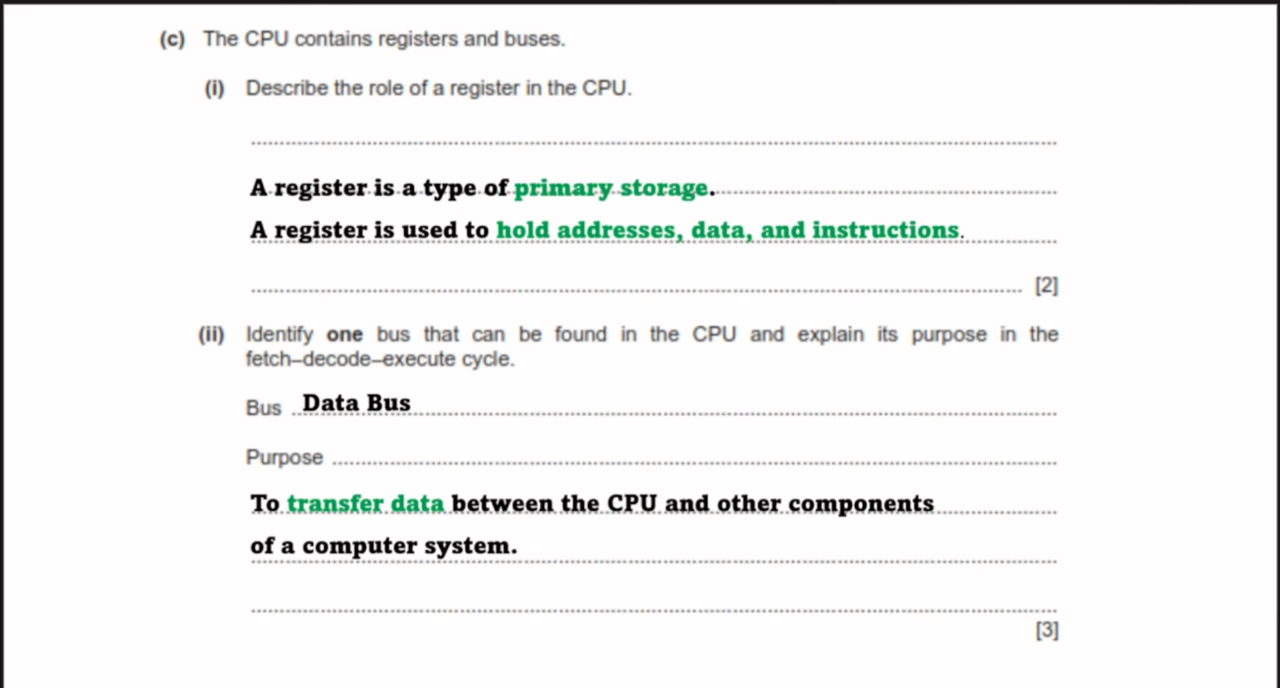 (c) The CPU contains registers and buses.
(i) Describe the role of a register in the CPU.
A register is a type of primary storage.
A register is used to hold addresses, data, and instructions.
[2]
(ii) Identify one bus that can be found in the CPU and explain its purpose in the
fetch–decode–execute cycle.
Bus Data Bus
Purpose
To transfer data between the CPU and other components
of a computer system.
[3]